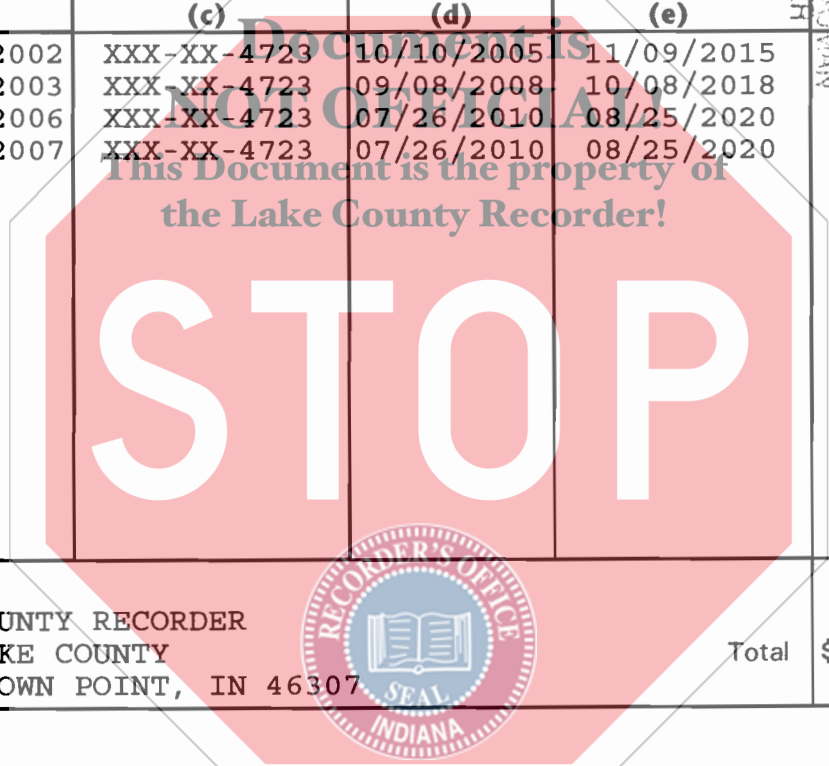 (c) (d) (e)
Document is
2002 XXX-XX-4723 10/10/2005 11/09/2015
2003 XXX-XX-4723 09/08/2008 10/08/2018
NOT OFFICIAL!
2006 XXX-XX-4723 07/26/2010 08/25/2020
2007 XXX-XX-4723 07/26/2010 08/25/2020
This Document is the property of
the Lake County Recorder!
STOP
RECORDER'S OFFICE
SEAL
INDIANA
UNTY RECORDER
KE COUNTY
Total $
OWN POINT, IN 46307